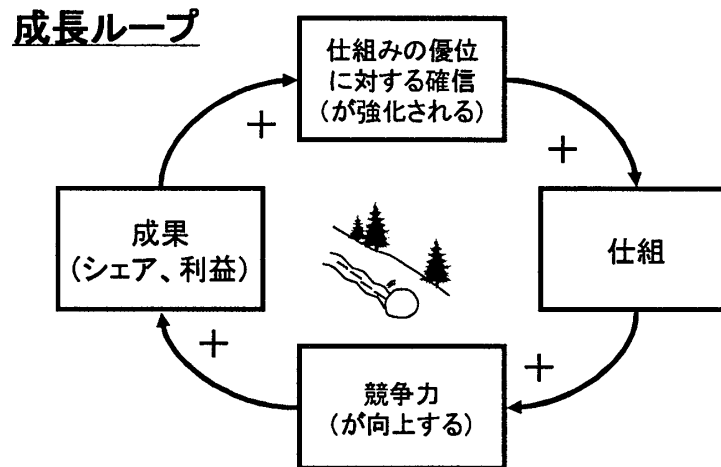 成長ループ
仕組みの優位
に対する確信
(が強化される)
+
+
成果
(シェア、利益)
仕組
+
+
競争力
(が向上する)